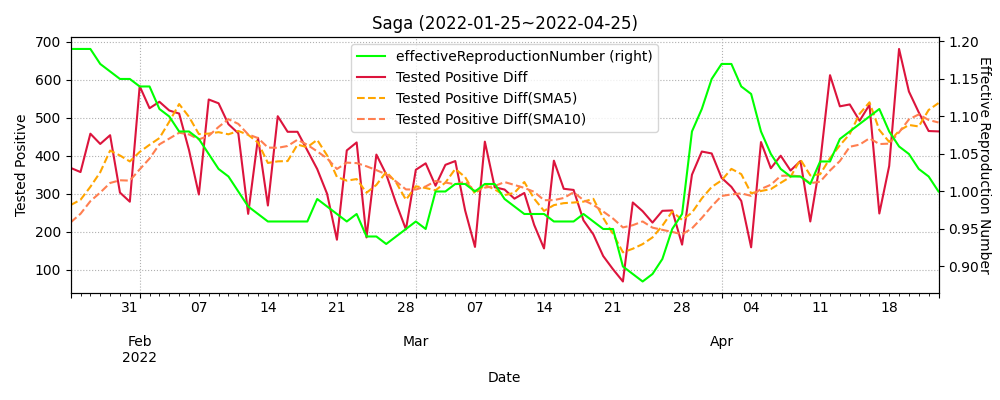 Saga (2022-01-25~2022-04-25)
700
600
500
400
300
200
100
Tested Positive
effectiveReproductionNumber (right)
Tested Positive Diff
Tested Positive Diff(SMA5)
Tested Positive Diff(SMA10)
1.20
1.15
1.10
1.05
1.00
0.95
0.90
Effective Reproduction Number
31 07 14 21 28 07 14 21 28 04 11 18
Feb Mar Apr
2022
Date